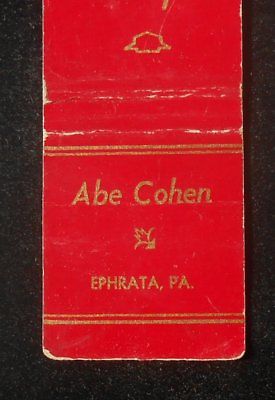 Abe Cohen
EPHRATA, PA.